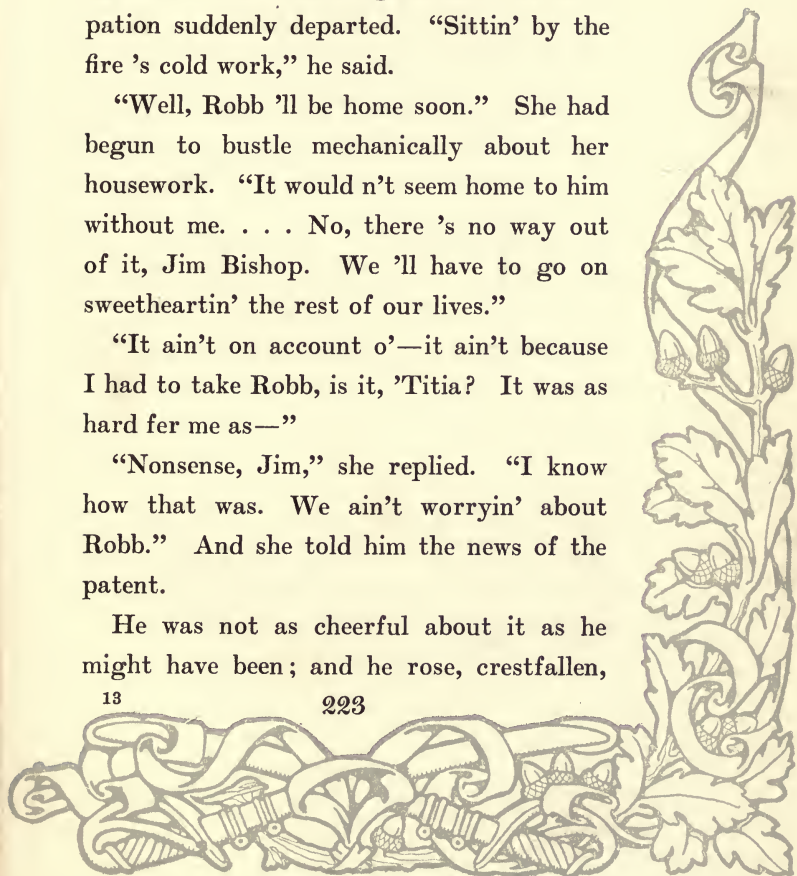 pation suddenly departed. “Sittin’ by the
fire ’s cold work,” he said.
“Well, Robb ’ll be home soon.” She had
begun to bustle mechanically about her
housework. “It would n’t seem home to him
without me. . . . No, there ’s no way out
of it, Jim Bishop. We ’ll have to go on
sweetheartin’ the rest of our lives.”
“It ain’t on account o’—it ain’t because
I had to take Robb, is it, ’Titia? It was as
hard fer me as—”
“Nonsense, Jim,” she replied. “I know
how that was. We ain’t worryin’ about
Robb.” And she told him the news of the
patent.
He was not as cheerful about it as he
might have been; and he rose, crestfallen,
13 223